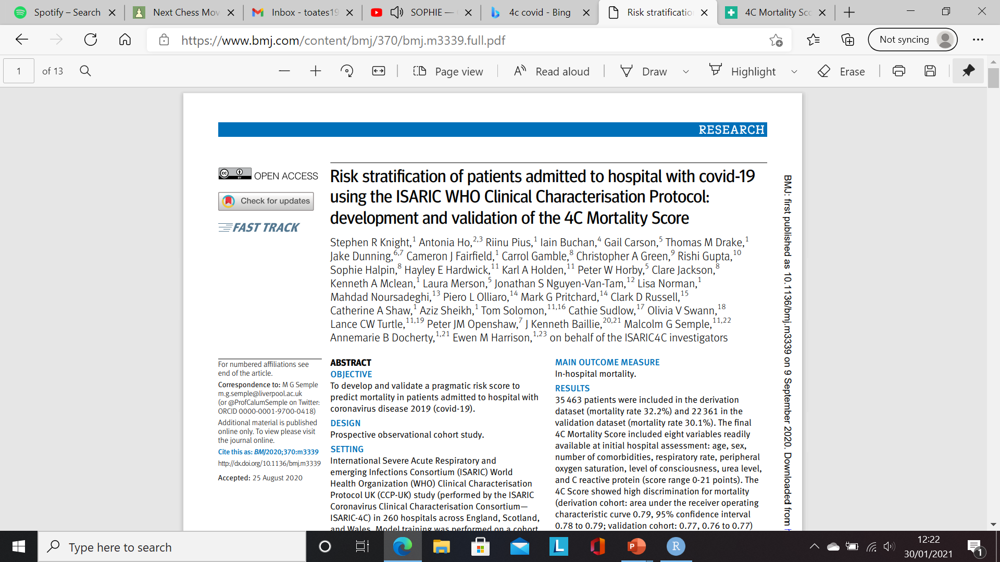 Spotify – Search
Next Chess Mov
Inbox - toates19
SOPHIE —
4c covid - Bing
Risk stratificatio
4C Mortality Sco
https://www.bmj.com/content/bmj/370/bmj.m3339.full.pdf
Not syncing
1 of 13
Page view
Read aloud
Draw
Highlight
Erase
RESEARCH
cc BY OPEN ACCESS
Check for updates
FAST TRACK
Risk stratification of patients admitted to hospital with covid-19
using the ISARIC WHO Clinical Characterisation Protocol:
development and validation of the 4C Mortality Score
Stephen R Knight,1 Antonia Ho,2,3 Riinu Pius,1 Iain Buchan,4 Gail Carson,5 Thomas M Drake,1
Jake Dunning,6,7 Cameron J Fairfield,1 Carrol Gamble,8 Christopher A Green,9 Rishi Gupta,10
Sophie Halpin,8 Hayley E Hardwick,11 Karl A Holden,11 Peter W Horby,5 Clare Jackson,8
Kenneth A Mclean,1 Laura Merson,5 Jonathan S Nguyen-Van-Tam,12 Lisa Norman,1
Mahdad Noursadeghi,13 Piero L Olliaro,14 Mark G Pritchard,14 Clark D Russell,15
Catherine A Shaw,1 Aziz Sheikh,1 Tom Solomon,11,16 Cathie Sudlow,17 Olivia V Swann,18
Lance CW Turtle,11,19 Peter JM Openshaw,7 J Kenneth Baillie,20,21 Malcolm G Semple,11,22
Annemarie B Docherty,1,21 Ewen M Harrison,1,23 on behalf of the ISARIC4C investigators
For numbered affiliations see
end of the article.
Correspondence to: M G Semple
m.g.semple@liverpool.ac.uk
(or @ProfCalumSemple on Twitter:
ORCID 0000-0001-9700-0418)
Additional material is published
online only. To view please visit
the journal online.
Cite this as: BMJ2020;370:m3339
http://dx.doi.org/10.1136/bmj.m3339
Accepted: 25 August 2020
ABSTRACT
OBJECTIVE
To develop and validate a pragmatic risk score to
predict mortality in patients admitted to hospital with
coronavirus disease 2019 (covid-19).
DESIGN
Prospective observational cohort study.
SETTING
International Severe Acute Respiratory and
emerging Infections Consortium (ISARIC) World
Health Organization (WHO) Clinical Characterisation
Protocol UK (CCP-UK) study (performed by the ISARIC
Coronavirus Clinical Characterisation Consortium—
ISARIC-4C) in 260 hospitals across England, Scotland,
and Wales. Model training was performed on a cohort
MAIN OUTCOME MEASURE
In-hospital mortality.
RESULTS
35 463 patients were included in the derivation
dataset (mortality rate 32.2%) and 22 361 in the
validation dataset (mortality rate 30.1%). The final
4C Mortality Score included eight variables readily
available at initial hospital assessment: age, sex,
number of comorbidities, respiratory rate, peripheral
oxygen saturation, level of consciousness, urea level,
and C reactive protein (score range 0-21 points). The
4C Score showed high discrimination for mortality
(derivation cohort: area under the receiver operating
characteristic curve 0.79, 95% confidence interval
0.78 to 0.79; validation cohort: 0.77, 0.76 to 0.77)
BMJ: first published as 10.1136/bmj.m3339 on 9 September 2020. Downloaded from
Type here to search
L
P
R
12:22
30/01/2021
1